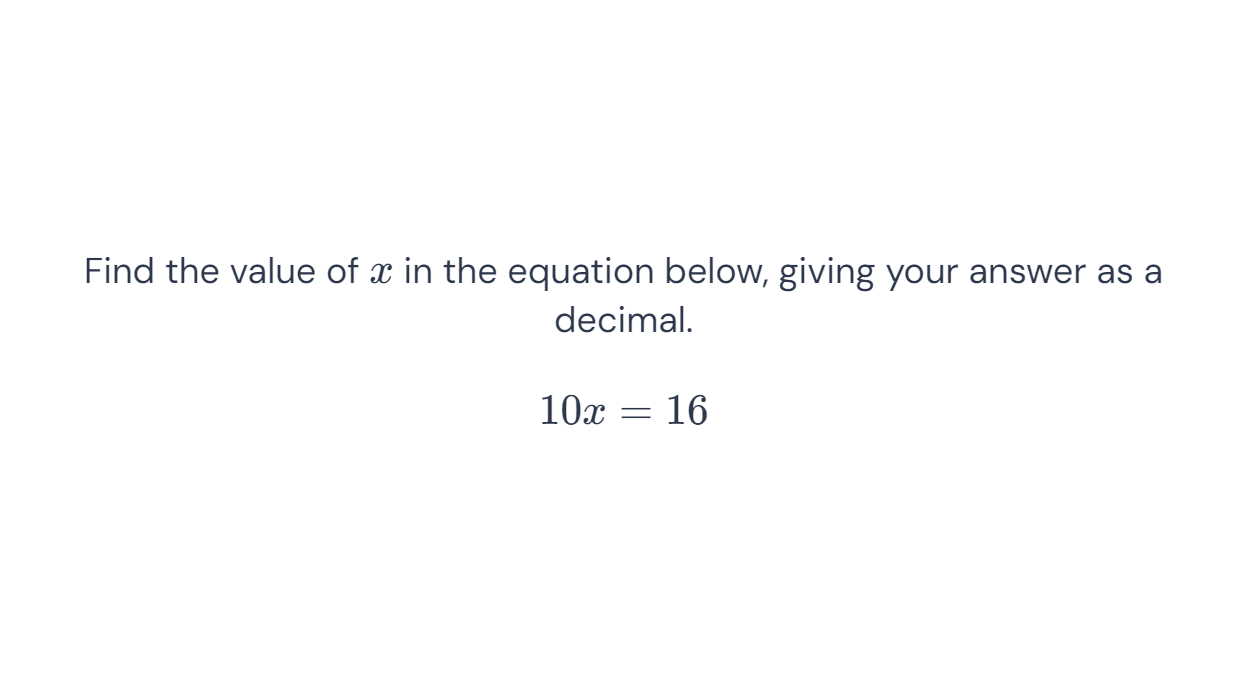 Find the value of x in the equation below, giving your answer as a
decimal.
10x = 16